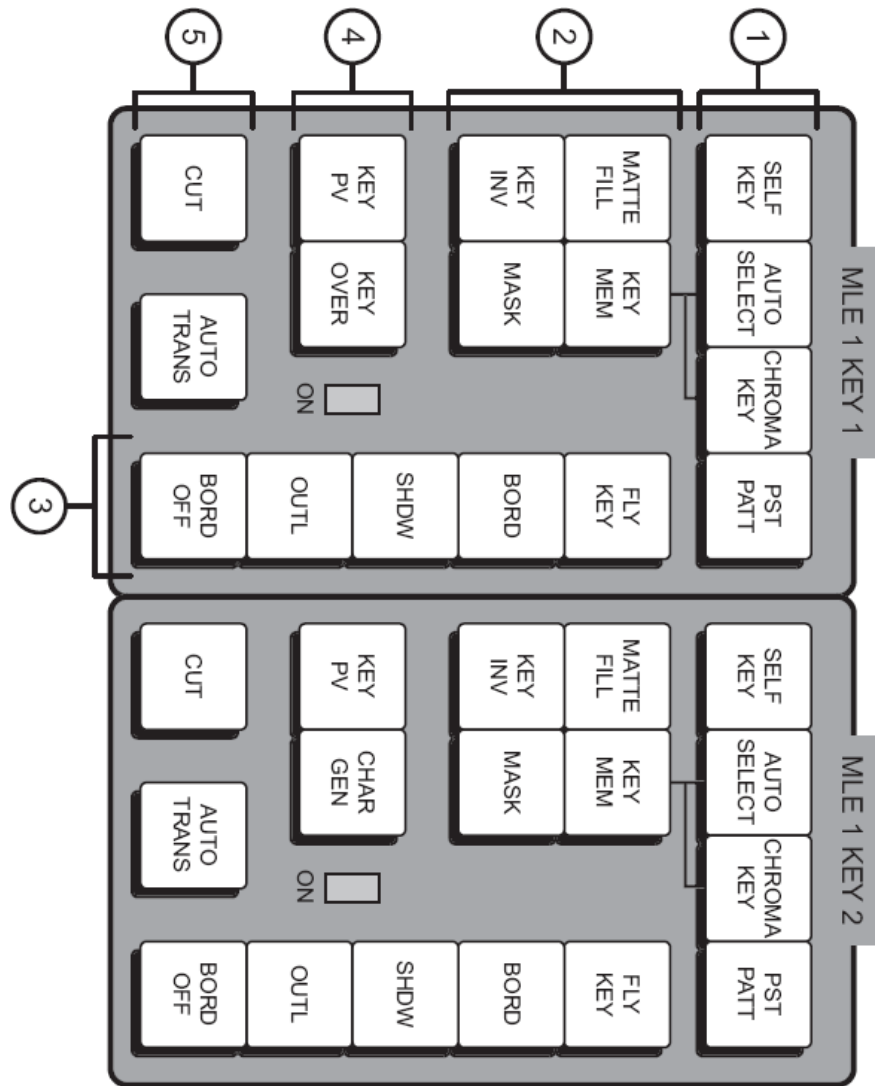 MLE 1 KEY 1
MLE 1 KEY 2
1
SELF
KEY
AUTO
SELECT
CHROMA
KEY
PST
PATT
SELF
KEY
AUTO
SELECT
CHROMA
KEY
PST
PATT
2
MATTE
FILL
KEY
MEM
FLY
KEY
MATTE
FILL
KEY
MEM
FLY
KEY
KEY
INV
MASK
BORD
KEY
INV
MASK
BORD
4
KEY
PV
KEY
OVER
ON
SHDW
KEY
PV
CHAR
GEN
ON
SHDW
OUTL
OUTL
5
CUT
AUTO
TRANS
BORD
OFF
CUT
AUTO
TRANS
BORD
OFF
3